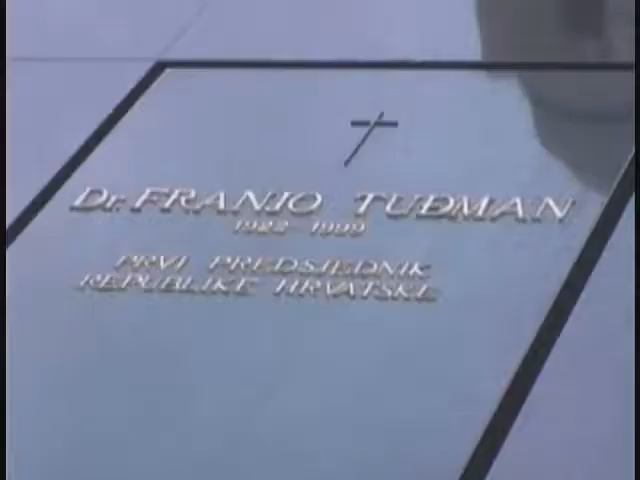 Dr. FRANJO TUĐMAN
1922 - 1999
PRVI PREDSJEDNIK
REPUBLIKE HRVATSKE